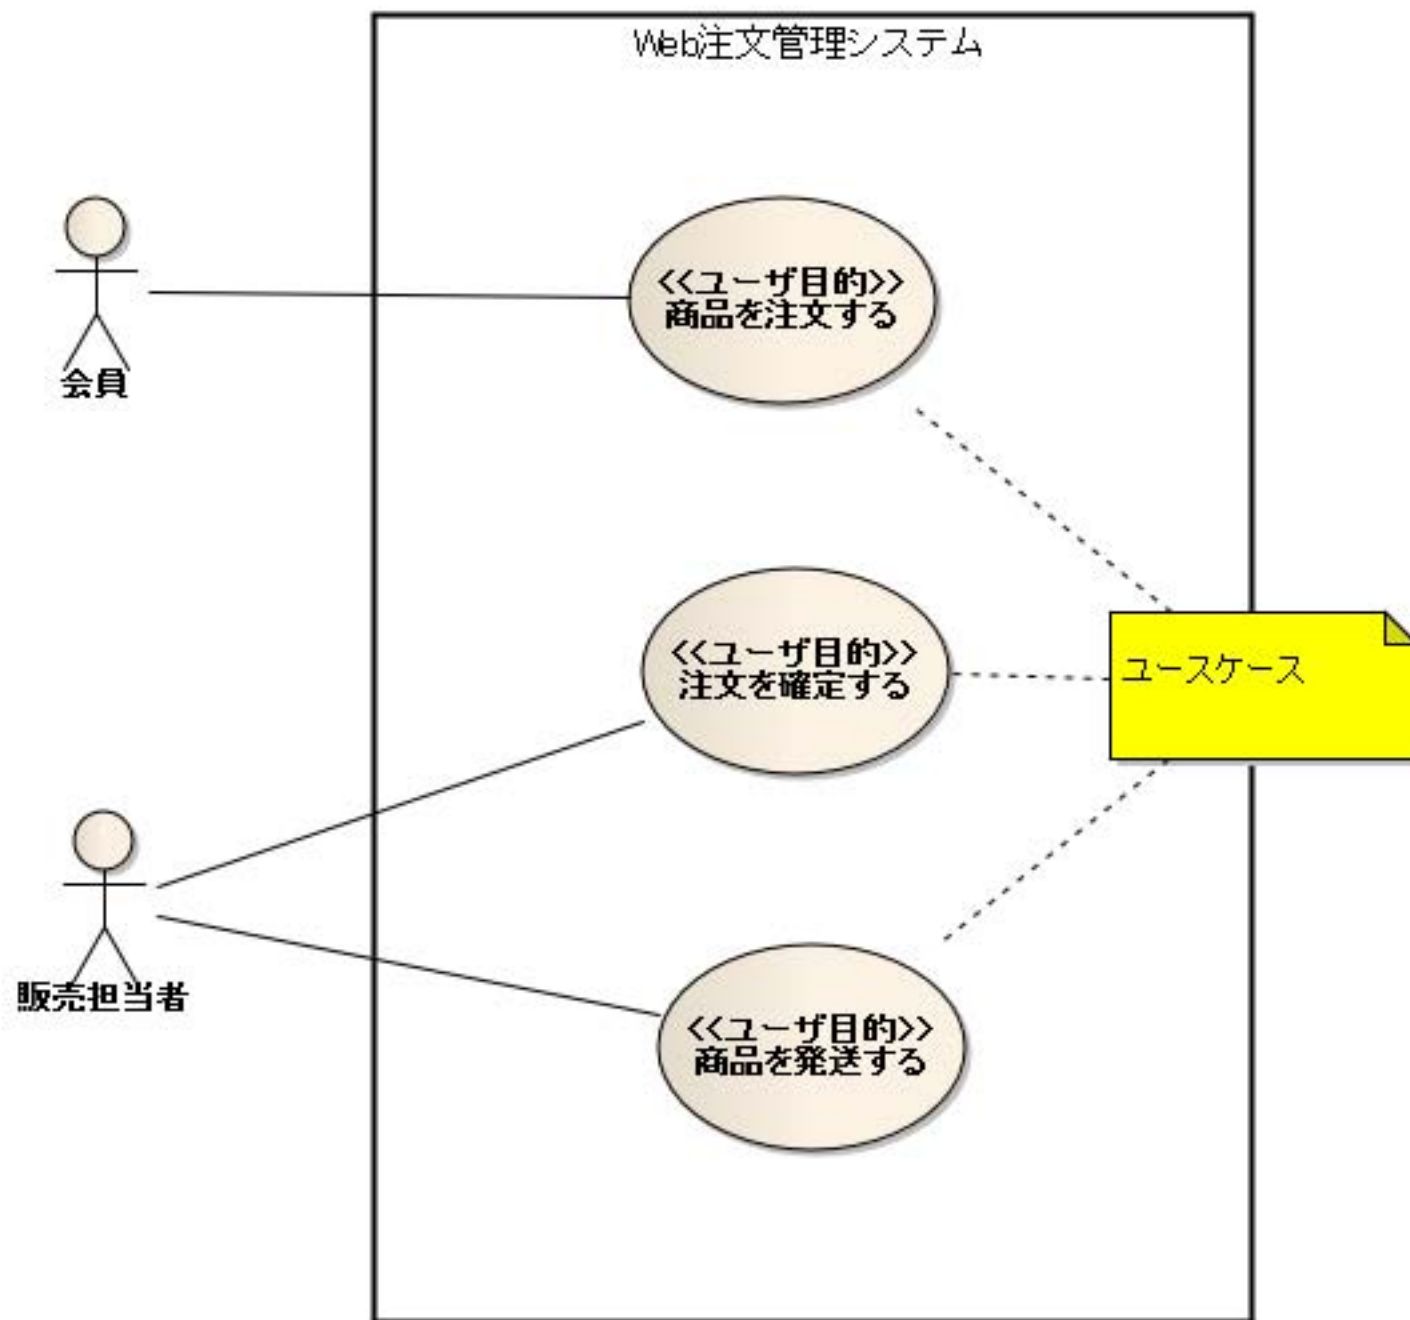 Web注文管理システム
<<ユーザ目的>>
商品を注文する
会員
<<ユーザ目的>>
注文を確定する
ユースケース
販売担当者
<<ユーザ目的>>
商品を発送する